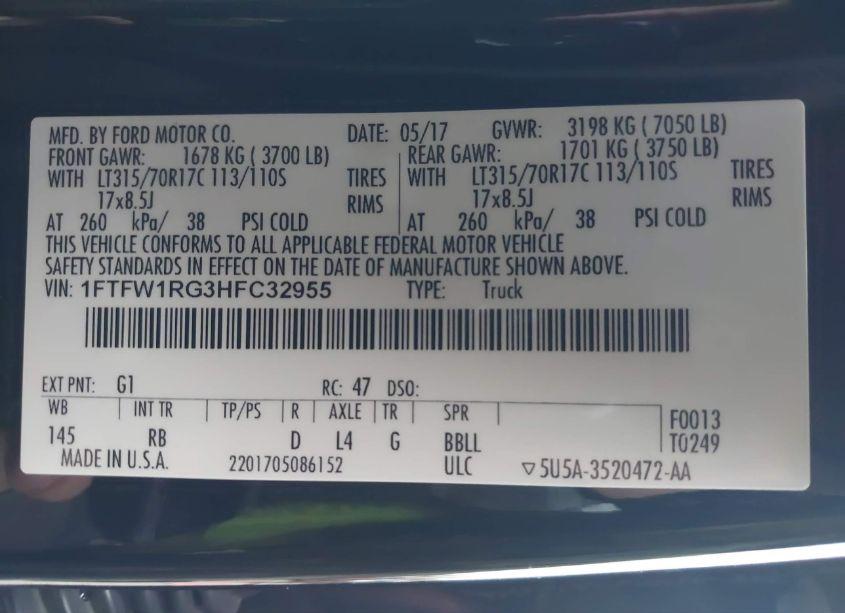 MFD. BY FORD MOTOR CO. DATE: 05/17 GVWR: 3198 KG ( 7050 LB)
FRONT GAWR: 1678 KG ( 3700 LB) REAR GAWR: 1701 KG ( 3750 LB)
WITH LT315/70R17C 113/110S TIRES WITH LT315/70R17C 113/110S TIRES
17x8.5J RIMS 17x8.5J RIMS
AT 260 kPa/ 38 PSI COLD AT 260 kPa/ 38 PSI COLD
THIS VEHICLE CONFORMS TO ALL APPLICABLE FEDERAL MOTOR VEHICLE
SAFETY STANDARDS IN EFFECT ON THE DATE OF MANUFACTURE SHOWN ABOVE.
VIN: 1FTFW1RG3HFC32955 TYPE: Truck
EXT PNT: G1 RC: 47 DSO:
WB INT TR TP/PS R AXLE TR SPR F0013
145 RB D L4 G BBLL T0249
MADE IN U.S.A. 2201705086152 ULC ▽5U5A-3520472-AA